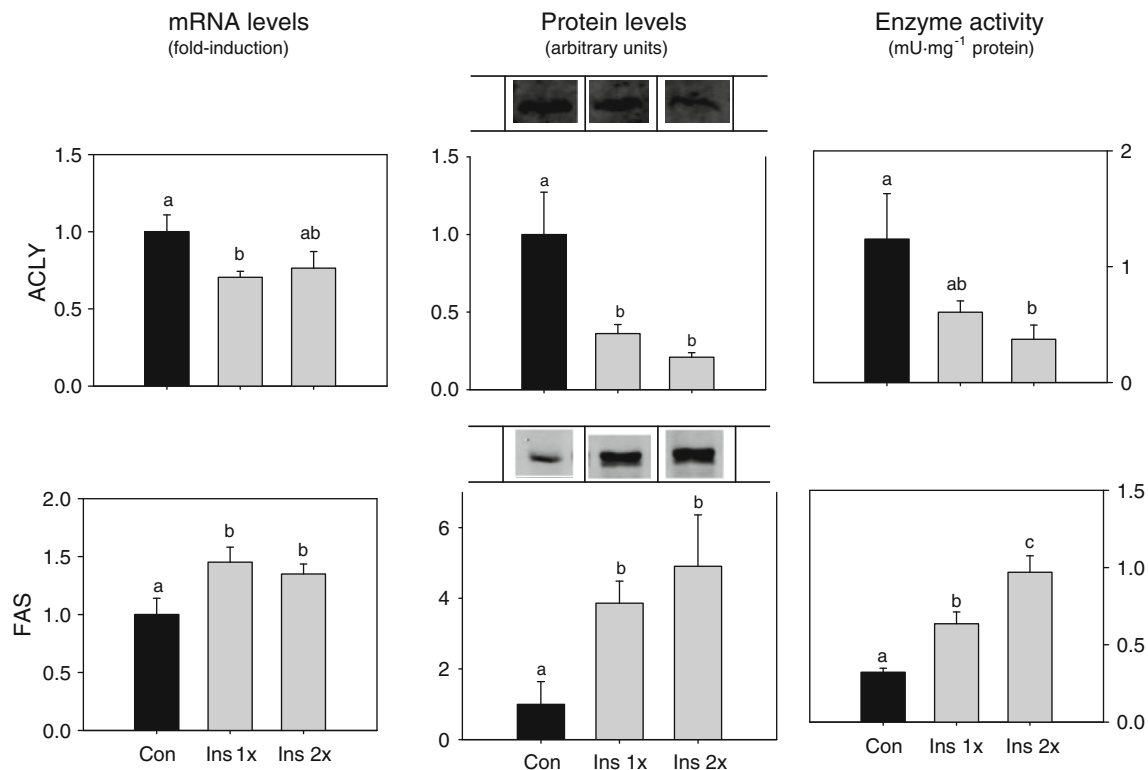 mRNA levels
(fold-induction)
Protein levels
(arbitrary units)
Enzyme activity
(mU·mg⁻¹ protein)
ACLY
1.5
1.0
0.5
0.0
a
b
ab
1.5
1.0
0.5
0.0
a
b
b
2
1
0
a
ab
b
FAS
2.0
1.5
1.0
0.5
0.0
a
b
b
Con Ins 1x Ins 2x
6
4
2
0
a
b
b
Con Ins 1x Ins 2x
1.5
1.0
0.5
0.0
a
b
c
Con Ins 1x Ins 2x